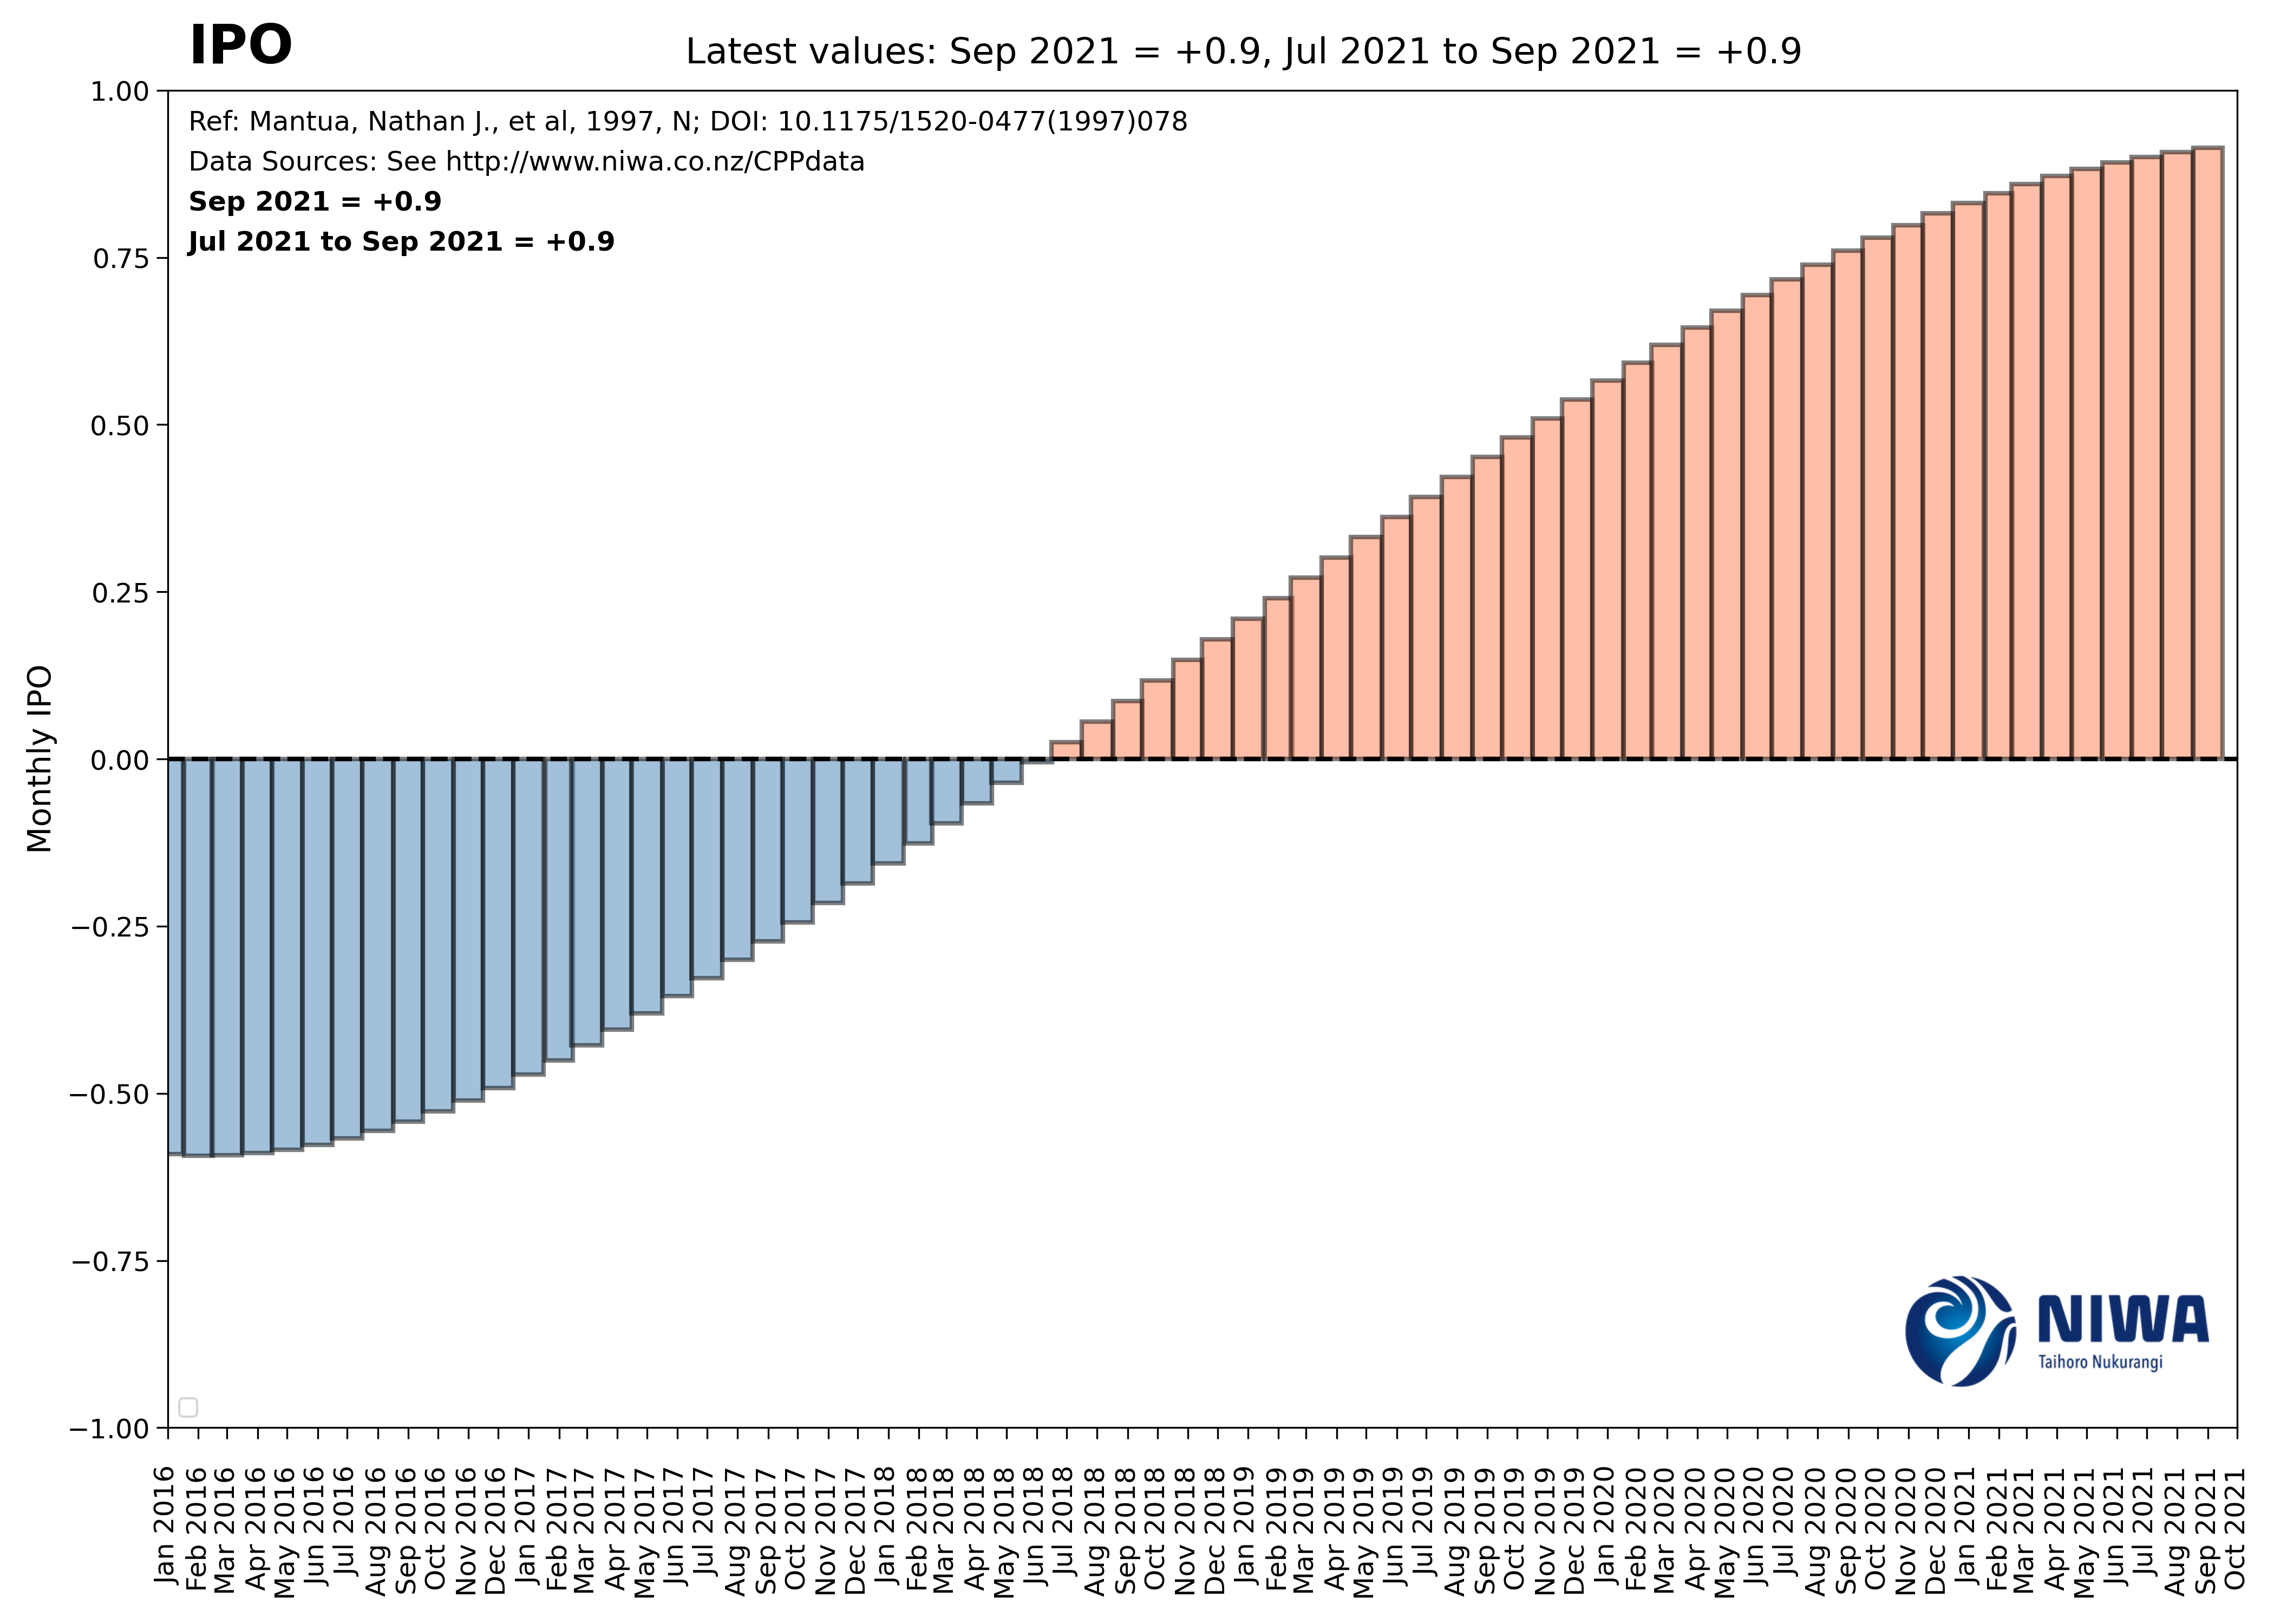 IPO
Latest values: Sep 2021 = +0.9, Jul 2021 to Sep 2021 = +0.9
Ref: Mantua, Nathan J., et al, 1997, N; DOI: 10.1175/1520-0477(1997)078
Data Sources: See http://www.niwa.co.nz/CPPdata
Sep 2021 = +0.9
Jul 2021 to Sep 2021 = +0.9
Monthly IPO
1.00
0.75
0.50
0.25
0.00
−0.25
−0.50
−0.75
−1.00
NIWA
Taihoro Nukurangi
Jan 2016
Feb 2016
Mar 2016
Apr 2016
May 2016
Jun 2016
Jul 2016
Aug 2016
Sep 2016
Oct 2016
Nov 2016
Dec 2016
Jan 2017
Feb 2017
Mar 2017
Apr 2017
May 2017
Jun 2017
Jul 2017
Aug 2017
Sep 2017
Oct 2017
Nov 2017
Dec 2017
Jan 2018
Feb 2018
Mar 2018
Apr 2018
May 2018
Jun 2018
Jul 2018
Aug 2018
Sep 2018
Oct 2018
Nov 2018
Dec 2018
Jan 2019
Feb 2019
Mar 2019
Apr 2019
May 2019
Jun 2019
Jul 2019
Aug 2019
Sep 2019
Oct 2019
Nov 2019
Dec 2019
Jan 2020
Feb 2020
Mar 2020
Apr 2020
May 2020
Jun 2020
Jul 2020
Aug 2020
Sep 2020
Oct 2020
Nov 2020
Dec 2020
Jan 2021
Feb 2021
Mar 2021
Apr 2021
May 2021
Jun 2021
Jul 2021
Aug 2021
Sep 2021
Oct 2021